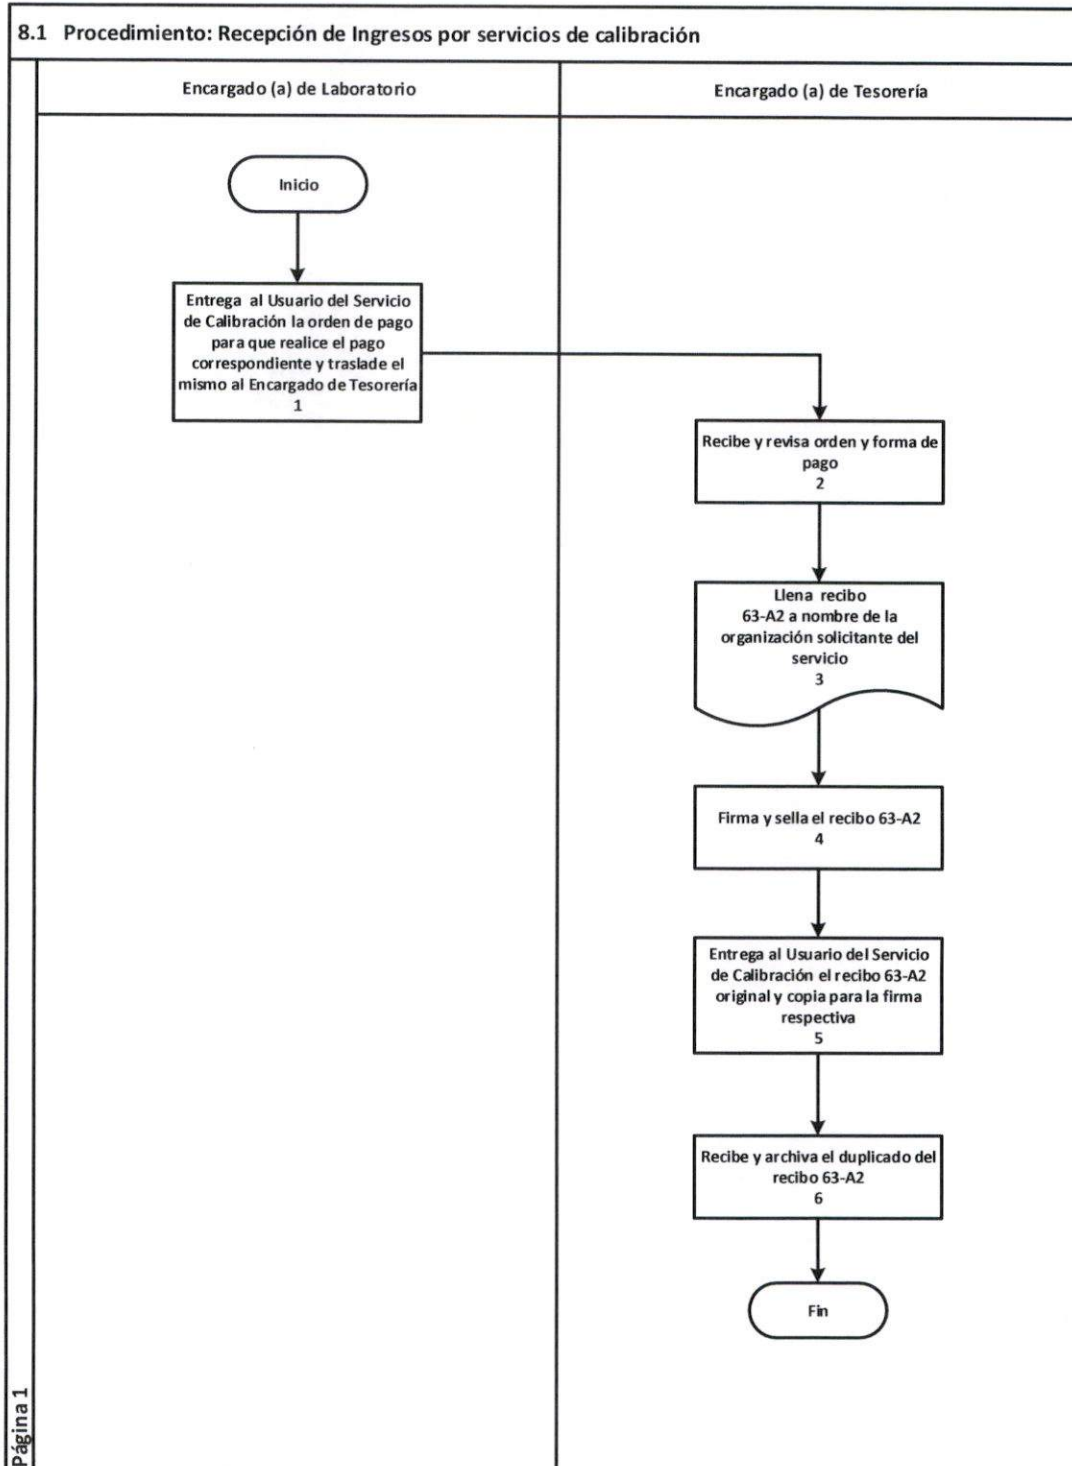 8.1 Procedimiento: Recepción de Ingresos por servicios de calibración
Encargado (a) de Laboratorio
Encargado (a) de Tesorería
Inicio
Entrega al Usuario del Servicio
de Calibración la orden de pago
para que realice el pago
correspondiente y traslade el
mismo al Encargado de Tesorería
1
Recibe y revisa orden y forma de
pago
2
Llena recibo
63-A2 a nombre de la
organización solicitante del
servicio
3
Firma y sella el recibo 63-A2
4
Entrega al Usuario del Servicio
de Calibración el recibo 63-A2
original y copia para la firma
respectiva
5
Recibe y archiva el duplicado del
recibo 63-A2
6
Fin
Página 1